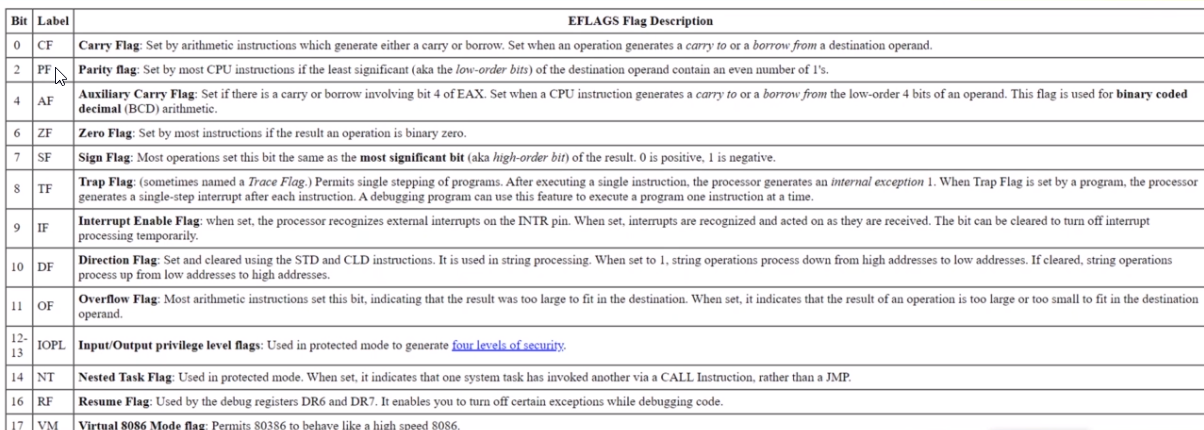 Bit Label EFLAGS Flag Description
0 CF Carry Flag: Set by arithmetic instructions which generate either a carry or borrow. Set when an operation generates a carry to or a borrow from a destination operand.
2 PF Parity flag: Set by most CPU instructions if the least significant (aka the low-order bits) of the destination operand contain an even number of 1's.
4 AF Auxiliary Carry Flag: Set if there is a carry or borrow involving bit 4 of EAX. Set when a CPU instruction generates a carry to or a borrow from the low-order 4 bits of an operand. This flag is used for binary coded
decimal (BCD) arithmetic.
6 ZF Zero Flag: Set by most instructions if the result an operation is binary zero.
7 SF Sign Flag: Most operations set this bit the same as the most significant bit (aka high-order bit) of the result. 0 is positive, 1 is negative.
8 TF Trap Flag: (sometimes named a Trace Flag.) Permits single stepping of programs. After executing a single instruction, the processor generates an internal exception 1. When Trap Flag is set by a program, the processor
generates a single-step interrupt after each instruction. A debugging program can use this feature to execute a program one instruction at a time.
9 IF Interrupt Enable Flag: when set, the processor recognizes external interrupts on the INTR pin. When set, interrupts are recognized and acted on as they are received. The bit can be cleared to turn off interrupt
processing temporarily.
10 DF Direction Flag: Set and cleared using the STD and CLD instructions. It is used in string processing. When set to 1, string operations process down from high addresses to low addresses. If cleared, string operations
process up from low addresses to high addresses.
11 OF Overflow Flag: Most arithmetic instructions set this bit, indicating that the result was too large to fit in the destination. When set, it indicates that the result of an operation is too large or too small to fit in the destination
operand.
12-
13 IOPL Input/Output privilege level flags: Used in protected mode to generate four levels of security.
14 NT Nested Task Flag: Used in protected mode. When set, it indicates that one system task has invoked another via a CALL Instruction, rather than a JMP.
16 RF Resume Flag: Used by the debug registers DR6 and DR7. It enables you to turn off certain exceptions while debugging code.
17 VM Virtual 8086 Mode flag: Permits 80386 to behave like a high speed 8086.